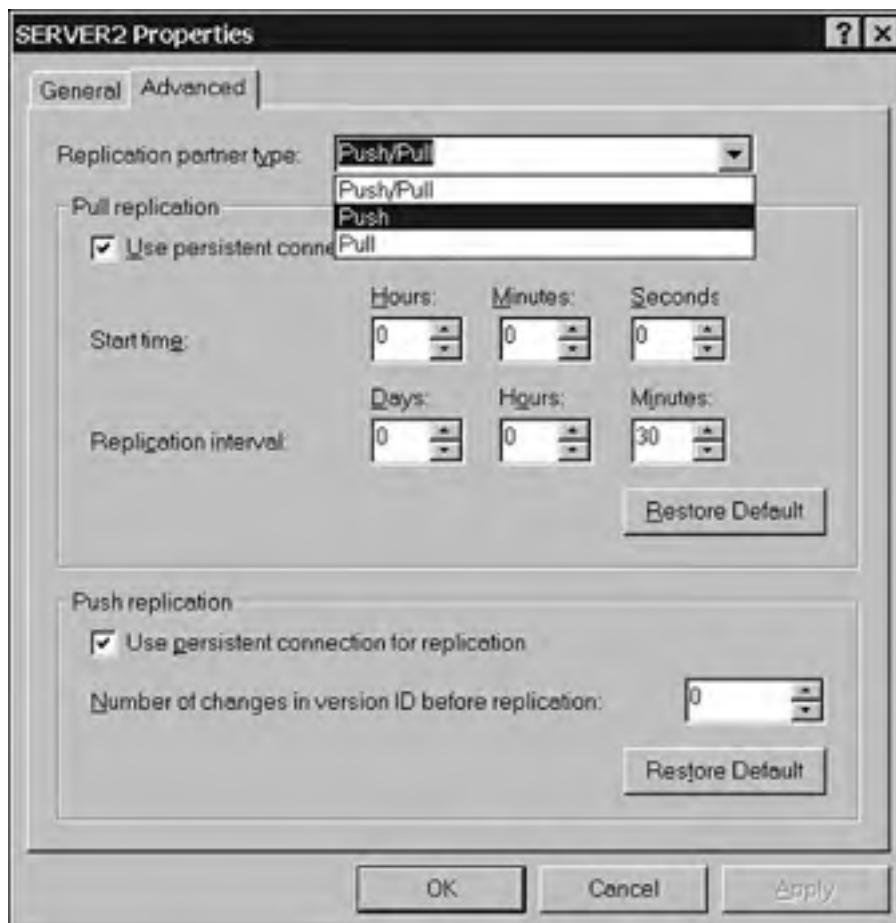 SERVER2 Properties
? ×
General Advanced
Replication partner type: Push/Pull
Push/Pull
Push
Pull
Pull replication
Use persistent conne
Hours: Minutes: Seconds
Start time: 0 0 0
Days: Hours: Minutes:
Replication interval: 0 0 30
Restore Default
Push replication
Use persistent connection for replication
Number of changes in version ID before replication: 0
Restore Default
OK Cancel Apply